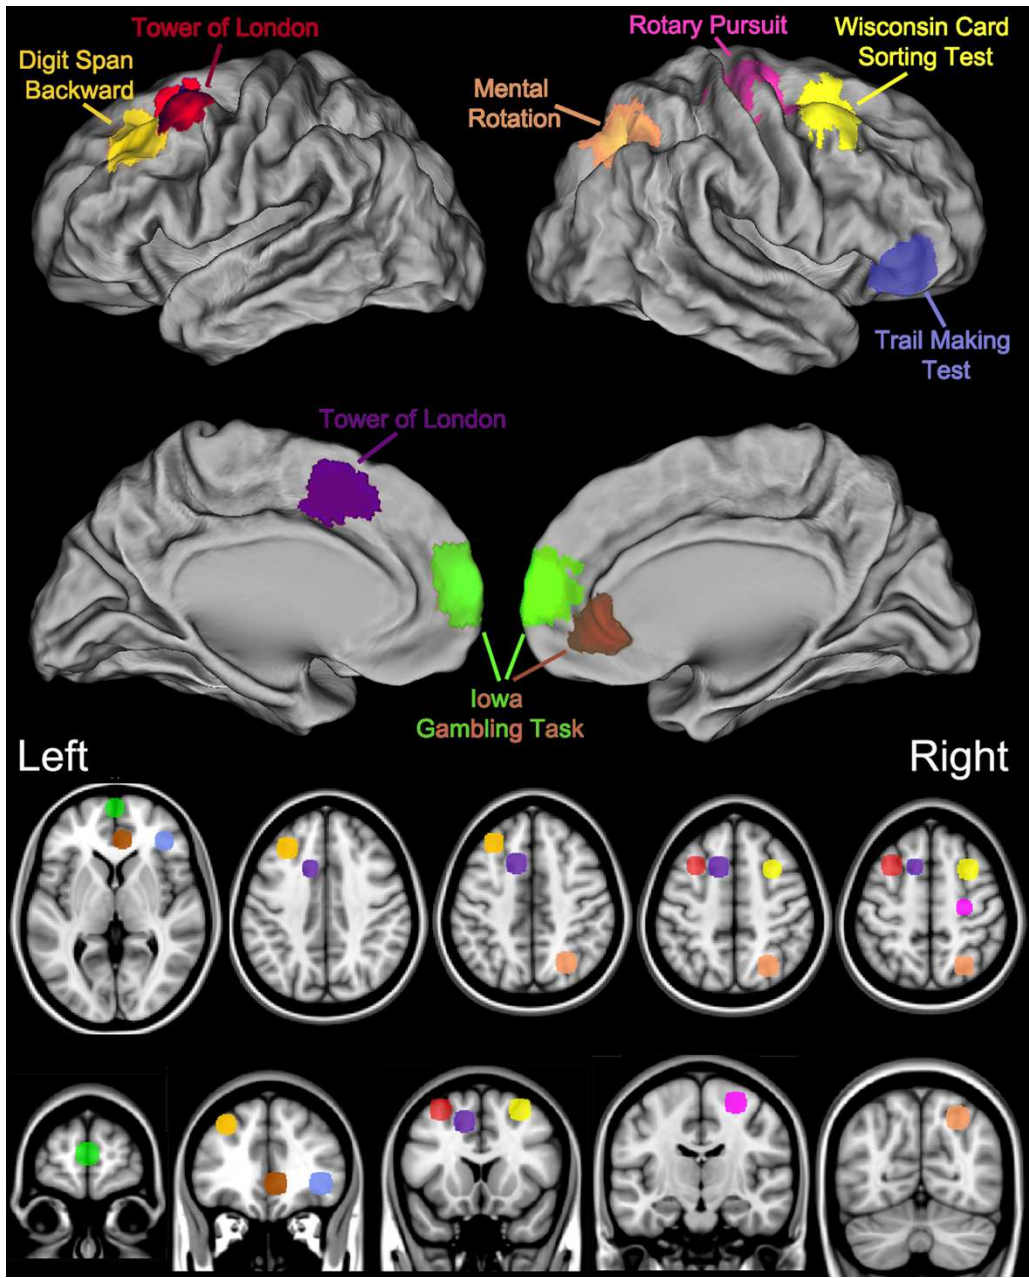 Tower of London
Digit Span
Backward
Rotary Pursuit
Wisconsin Card
Sorting Test
Mental
Rotation
Trail Making
Test
Tower of London
Iowa
Gambling Task
Left
Right